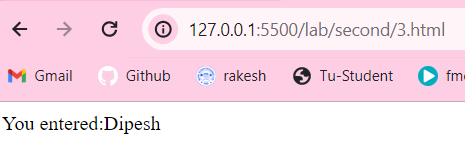 127.0.0.1:5500/lab/second/3.html
Gmail Github rakesh Tu-Student
You entered:Dipesh